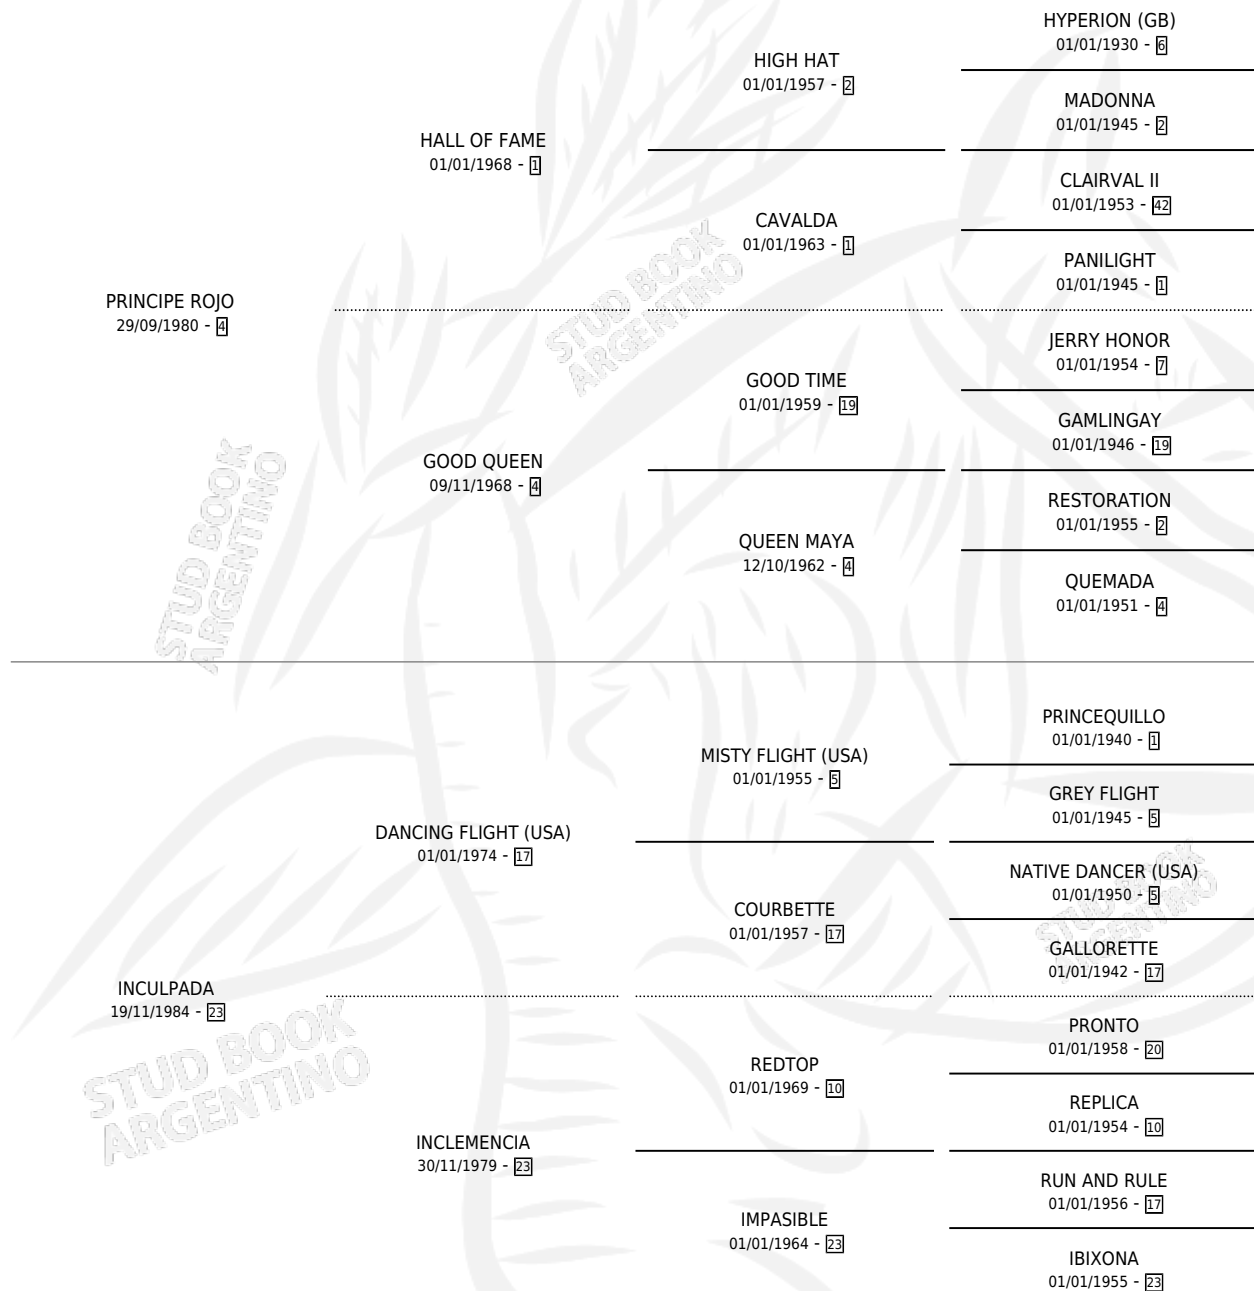 HYPERION (GB)
01/01/1930 - 6
HIGH HAT
01/01/1957 - 2
MADONNA
01/01/1945 - 2
HALL OF FAME
01/01/1968 - 1
CLAIRVAL II
01/01/1953 - 42
CAVALDA
01/01/1963 - 1
PANILIGHT
01/01/1945 - 1
PRINCIPE ROJO
29/09/1980 - 4
JERRY HONOR
01/01/1954 - 7
GOOD TIME
01/01/1959 - 19
GAMLINGAY
01/01/1946 - 19
GOOD QUEEN
09/11/1968 - 4
RESTORATION
01/01/1955 - 2
QUEEN MAYA
12/10/1962 - 4
QUEMADA
01/01/1951 - 4
STUD BOOK
ARGENTINO
STUD BOOK
ARGENTINO
PRINCEQUILLO
01/01/1940 - 1
MISTY FLIGHT (USA)
01/01/1955 - 5
GREY FLIGHT
01/01/1945 - 5
DANCING FLIGHT (USA)
01/01/1974 - 17
NATIVE DANCER (USA)
01/01/1950 - 5
COURBETTE
01/01/1957 - 17
GALLORETTE
01/01/1942 - 17
STUD BOOK
ARGENTINO
INCULPADA
19/11/1984 - 23
PRONTO
01/01/1958 - 20
REDTOP
01/01/1969 - 10
REPLICA
01/01/1954 - 10
INCLEMENCIA
30/11/1979 - 23
RUN AND RULE
01/01/1956 - 17
IMPASIBLE
01/01/1964 - 23
IBIXONA
01/01/1955 - 23
STUD BOOK
ARGENTINO